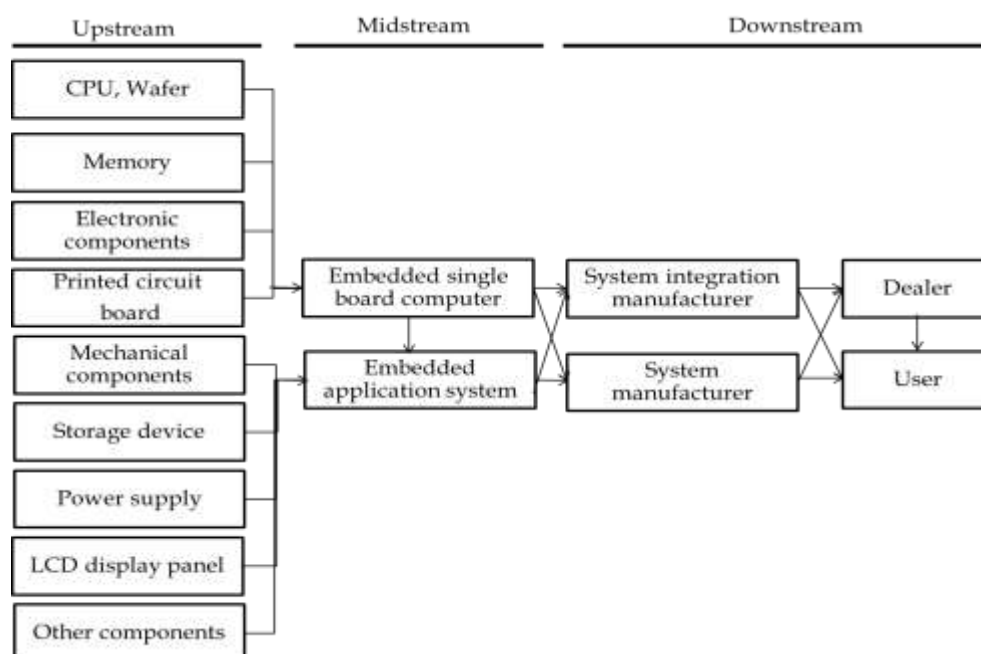 Upstream
Midstream
Downstream
CPU, Wafer
Memory
Electronic
components
Printed circuit
board
Mechanical
components
Storage device
Power supply
LCD display panel
Other components
Embedded single
board computer
Embedded
application system
System integration
manufacturer
System
manufacturer
Dealer
User